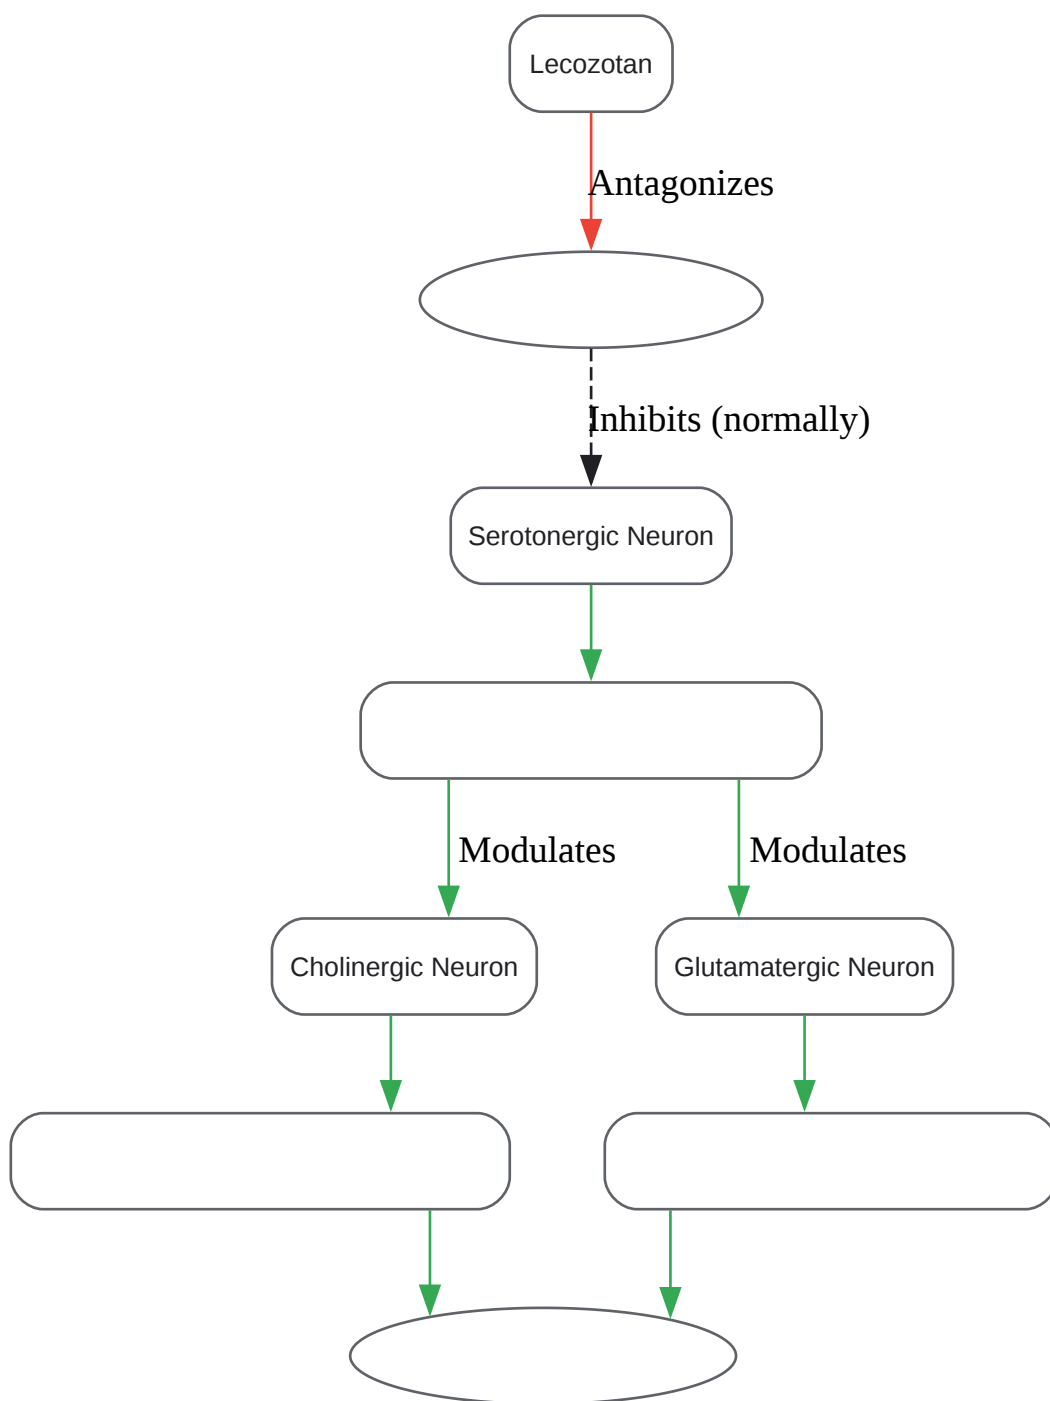 Lecozotan
Antagonizes
Inhibits (normally)
Serotonergic Neuron
Modulates
Modulates
Cholinergic Neuron
Glutamatergic Neuron